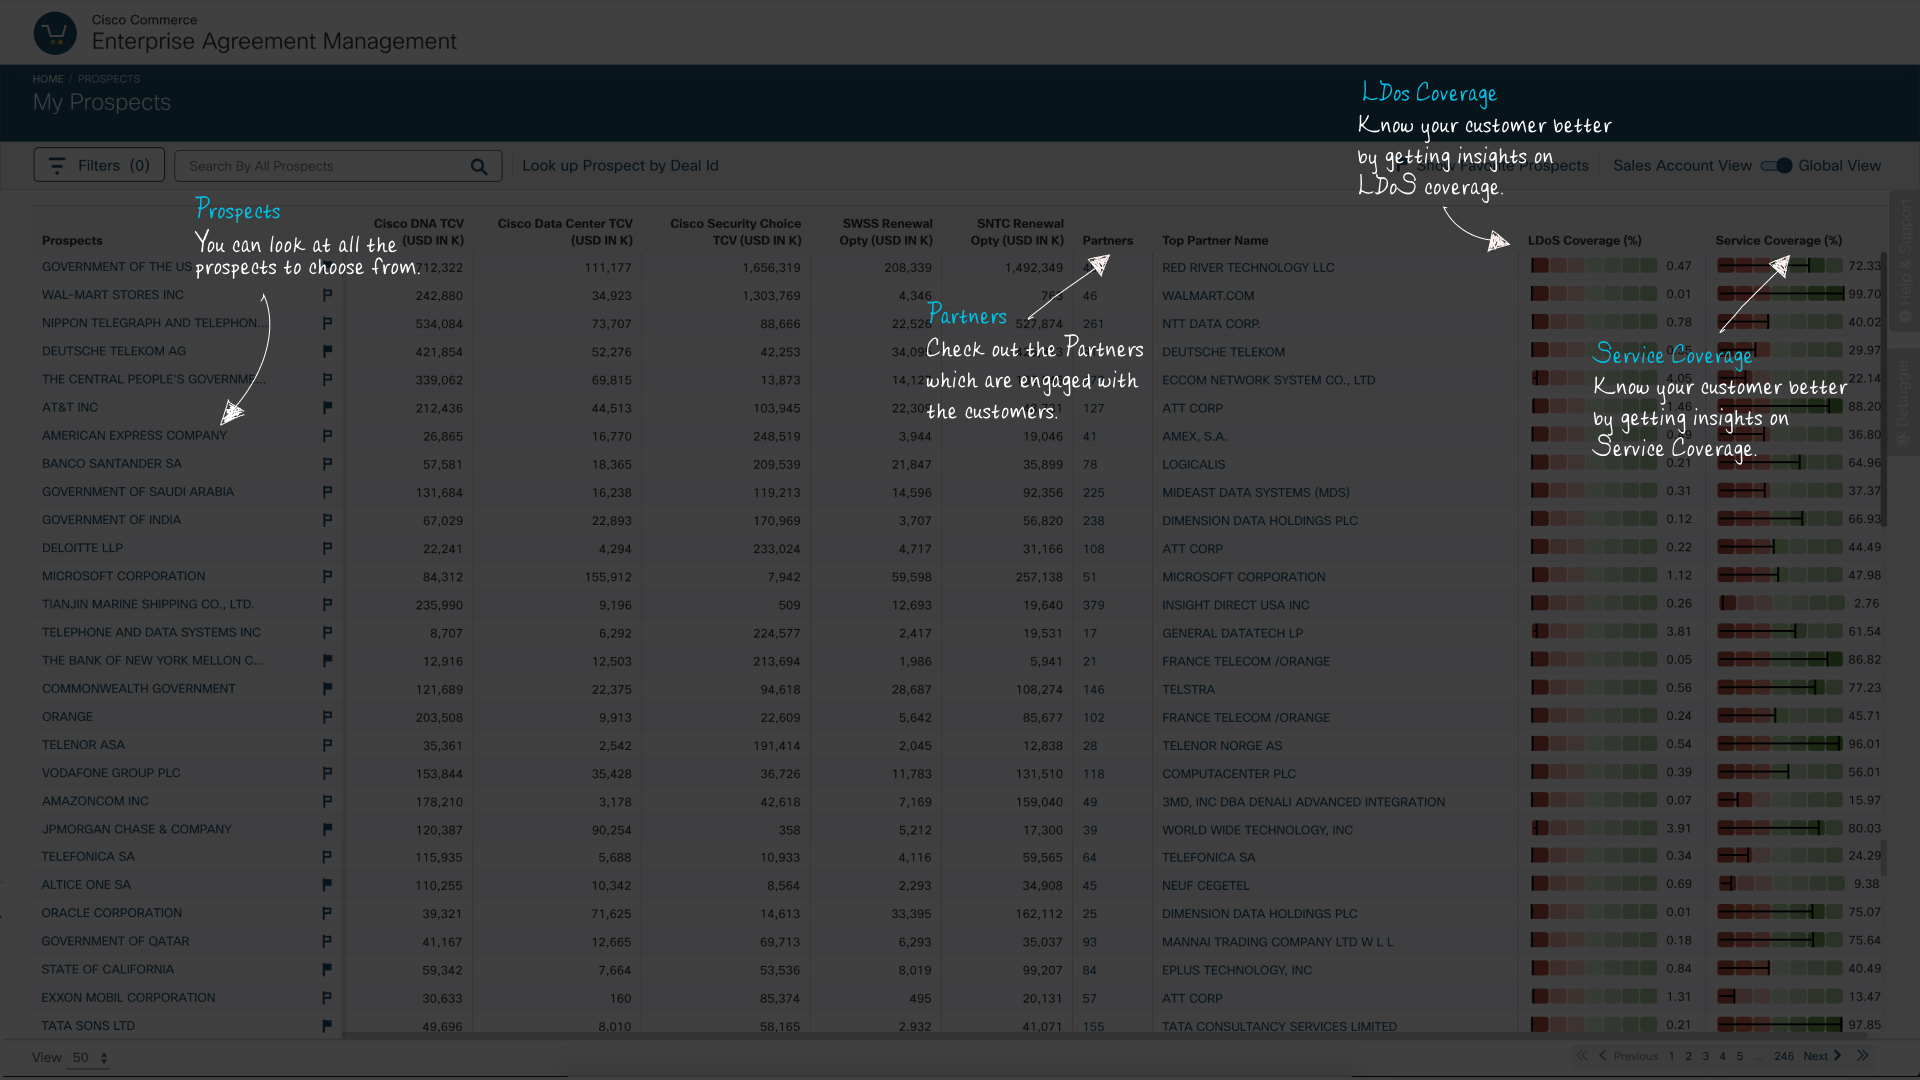 Cisco Commerce
Enterprise Agreement Management
HOME / PROSPECTS
My Prospects
LDos Coverage
Know your customer better
by getting insights on
LDoS coverage.
Filters (0)
Search By All Prospects
Look up Prospect by Deal Id
Show Favorite Prospects
Sales Account View
Global View
Help & Support
Debugger
Prospects
You can look at all the
prospects to choose from.
Partners
Check out the Partners
which are engaged with
the customers.
Service Coverage
Know your customer better
by getting insights on
Service Coverage.
Prospects Cisco DNA TCV (USD IN K) Cisco Data Center TCV (USD IN K) Cisco Security Choice TCV (USD IN K) SWSS Renewal Opty (USD IN K) SNTC Renewal Opty (USD IN K) Partners Top Partner Name LDoS Coverage (%) Service Coverage (%)
GOVERNMENT OF THE US 712,322 111,177 1,656,319 208,339 1,492,349 RED RIVER TECHNOLOGY LLC 0.47 72.33
WAL-MART STORES INC 242,880 34,923 1,303,769 4,346 46 WALMART.COM 0.01 99.70
NIPPON TELEGRAPH AND TELEPHON... 534,084 73,707 88,666 22,526 527,874 261 NTT DATA CORP. 0.78 40.02
DEUTSCHE TELEKOM AG 421,854 52,276 42,253 DEUTSCHE TELEKOM 29.97
THE CENTRAL PEOPLE'S GOVERNME... 339,062 69,815 13,873 ECCOM NETWORK SYSTEM CO., LTD 4.05 22.14
AT&T INC 212,436 44,513 103,945 127 ATT CORP 1.46 88.20
AMERICAN EXPRESS COMPANY 26,865 16,770 248,519 3,944 19,046 41 AMEX, S.A. 36.80
BANCO SANTANDER SA 57,581 18,365 209,539 21,847 35,899 78 LOGICALIS 0.21 64.96
GOVERNMENT OF SAUDI ARABIA 131,684 16,238 119,213 14,596 92,356 225 MIDEAST DATA SYSTEMS (MDS) 0.31 37.37
GOVERNMENT OF INDIA 67,029 22,893 170,969 3,707 56,820 238 DIMENSION DATA HOLDINGS PLC 0.12 66.93
DELOITTE LLP 22,241 4,294 233,024 4,717 31,166 108 ATT CORP 0.22 44.49
MICROSOFT CORPORATION 84,312 155,912 7,942 59,598 257,138 51 MICROSOFT CORPORATION 1.12 47.98
TIANJIN MARINE SHIPPING CO., LTD. 235,990 9,196 509 12,693 19,640 379 INSIGHT DIRECT USA INC 0.26 2.76
TELEPHONE AND DATA SYSTEMS INC 8,707 6,292 224,577 2,417 19,531 17 GENERAL DATATECH LP 3.81 61.54
THE BANK OF NEW YORK MELLON C... 12,916 12,503 213,694 1,986 5,941 21 FRANCE TELECOM /ORANGE 0.05 86.82
COMMONWEALTH GOVERNMENT 121,689 22,375 94,618 28,687 108,274 146 TELSTRA 0.56 77.23
ORANGE 203,508 9,913 22,609 5,642 85,677 102 FRANCE TELECOM /ORANGE 0.24 45.71
TELENOR ASA 35,361 2,542 191,414 2,045 12,838 28 TELENOR NORGE AS 0.54 96.01
VODAFONE GROUP PLC 153,844 35,428 36,726 11,783 131,510 118 COMPUTACENTER PLC 0.39 56.01
AMAZONCOM INC 178,210 3,178 42,618 7,169 159,040 49 3MD, INC DBA DENALI ADVANCED INTEGRATION 0.07 15.97
JPMORGAN CHASE & COMPANY 120,387 90,254 358 5,212 17,300 39 WORLD WIDE TECHNOLOGY, INC 3.91 80.03
TELEFONICA SA 115,935 5,688 10,933 4,116 59,565 64 TELEFONICA SA 0.34 24.29
ALTICE ONE SA 110,255 10,342 8,564 2,293 34,908 45 NEUF CEGETEL 0.69 9.38
ORACLE CORPORATION 39,321 71,625 14,613 33,395 162,112 25 DIMENSION DATA HOLDINGS PLC 0.01 75.07
GOVERNMENT OF QATAR 41,167 12,665 69,713 6,293 35,037 93 MANNAI TRADING COMPANY LTD W L L 0.18 75.64
STATE OF CALIFORNIA 59,342 7,664 53,536 8,019 99,207 84 EPLUS TECHNOLOGY, INC 0.84 40.49
EXXON MOBIL CORPORATION 30,633 160 85,374 495 20,131 57 ATT CORP 1.31 13.47
TATA SONS LTD 49,696 8,010 58,165 2,932 41,071 155 TATA CONSULTANCY SERVICES LIMITED 0.21 97.85
View 50
Previous 1 2 3 4 5 ... 246 Next